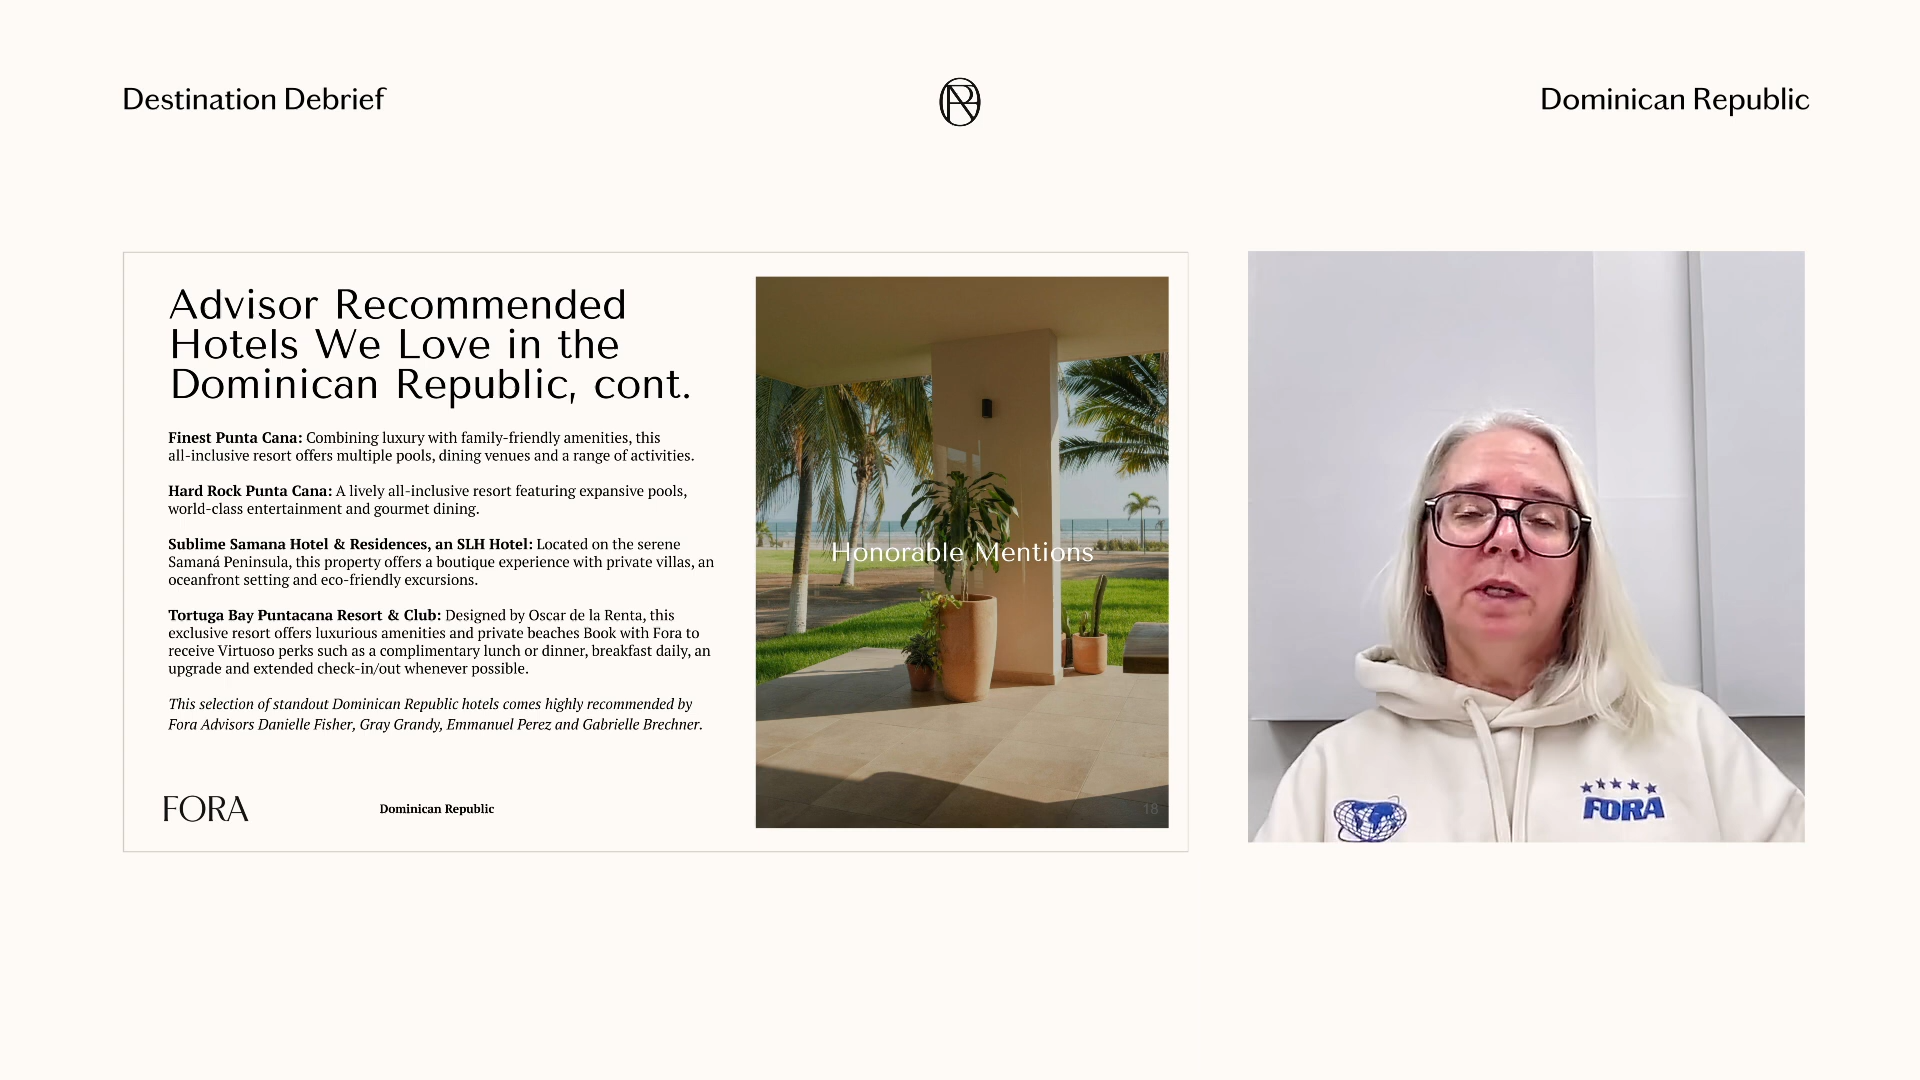 Destination Debrief
Dominican Republic
Advisor Recommended
Hotels We Love in the
Dominican Republic, cont.
Finest Punta Cana: Combining luxury with family-friendly amenities, this
all-inclusive resort offers multiple pools, dining venues and a range of activities.
Hard Rock Punta Cana: A lively all-inclusive resort featuring expansive pools,
world-class entertainment and gourmet dining.
Sublime Samana Hotel & Residences, an SLH Hotel: Located on the serene
Samaná Peninsula, this property offers a boutique experience with private villas, an
oceanfront setting and eco-friendly excursions.
Tortuga Bay Puntacana Resort & Club: Designed by Oscar de la Renta, this
exclusive resort offers luxurious amenities and private beaches Book with Fora to
receive Virtuoso perks such as a complimentary lunch or dinner, breakfast daily, an
upgrade and extended check-in/out whenever possible.
This selection of standout Dominican Republic hotels comes highly recommended by
Fora Advisors Danielle Fisher, Gray Grandy, Emmanuel Perez and Gabrielle Brechner.
FORA
Dominican Republic
Honorable Mentions
18
FORA